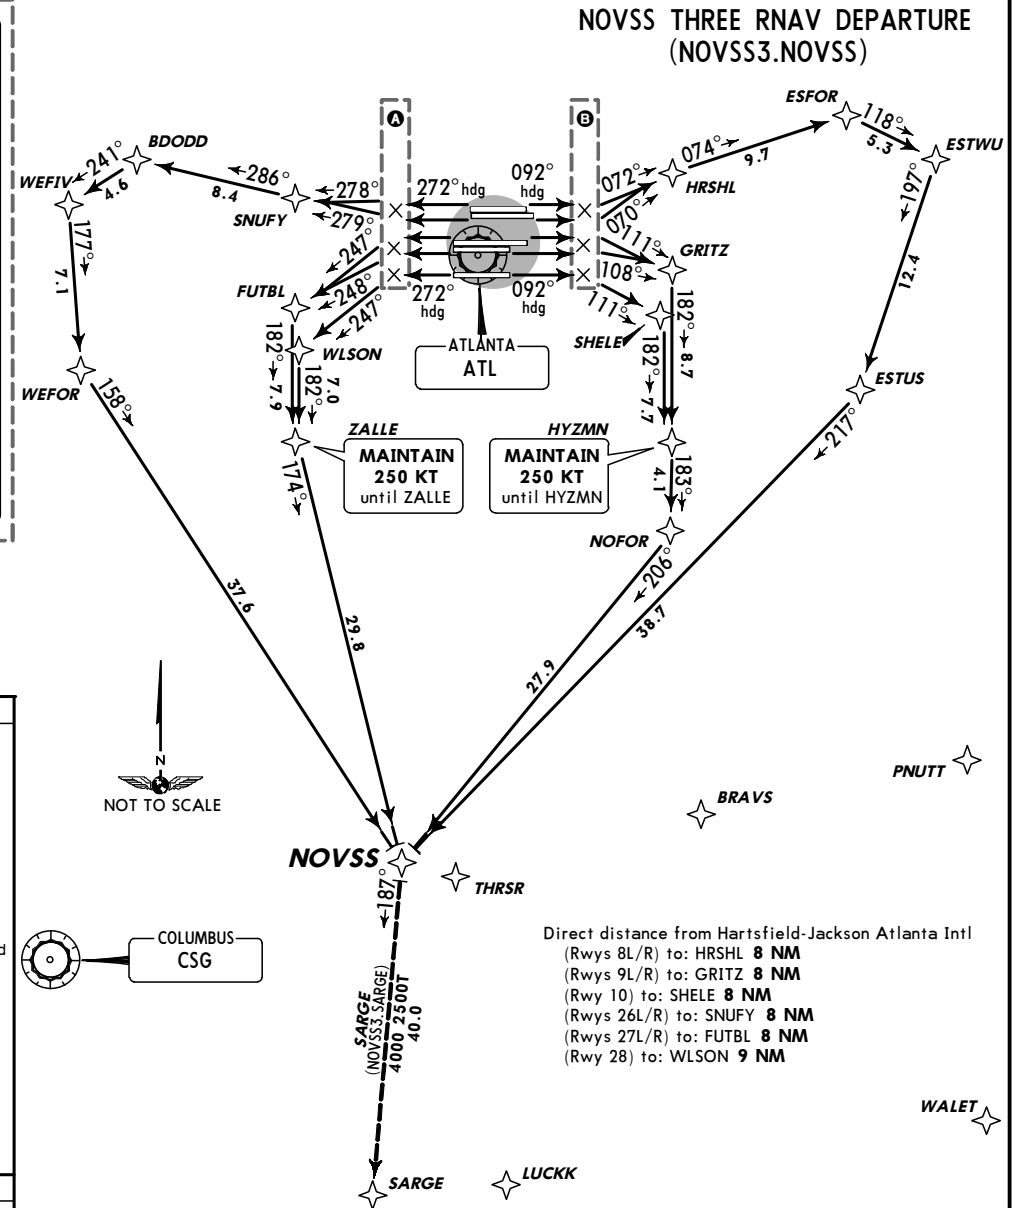 NOVSS THREE RNAV DEPARTURE
(NOVSS3.NOVSS)
A
B
ESFOR
118°
5.3
ESTWU
BDODD
241°
4.6
WEFIV
286°
8.4
SNUFY
278°
279°
272° hdg
092°
hdg
072°
070°
074°
9.7
HRSHL
197°
12.4
177°
7.1
247°
248°
247°
FUTBL
111°
108°
111°
GRITZ
272°
hdg
092°
hdg
SHELE
182°
8.7
182°
7.7
WLSON
182°
7.9
182°
7.0
ATLANTA
ATL
WEFOR
158°
ESTUS
217°
ZALLE
MAINTAIN
250 KT
until ZALLE
HYZMN
MAINTAIN
250 KT
until HYZMN
174°
183°
4.1
NOFOR
206°
37.6
29.8
38.7
27.9
N
NOT TO SCALE
PNUTT
BRAVS
NOVSS
THRSR
187°
d
COLUMBUS
CSG
Direct distance from Hartsfield-Jackson Atlanta Intl
(Rwys 8L/R) to: HRSHL 8 NM
(Rwys 9L/R) to: GRITZ 8 NM
(Rwy 10) to: SHELE 8 NM
(Rwys 26L/R) to: SNUFY 8 NM
(Rwys 27L/R) to: FUTBL 8 NM
(Rwy 28) to: WLSON 9 NM
SARGE
(NOVSS3.SARGE)
4000 2500T
40.0
WALET
SARGE
LUCKK